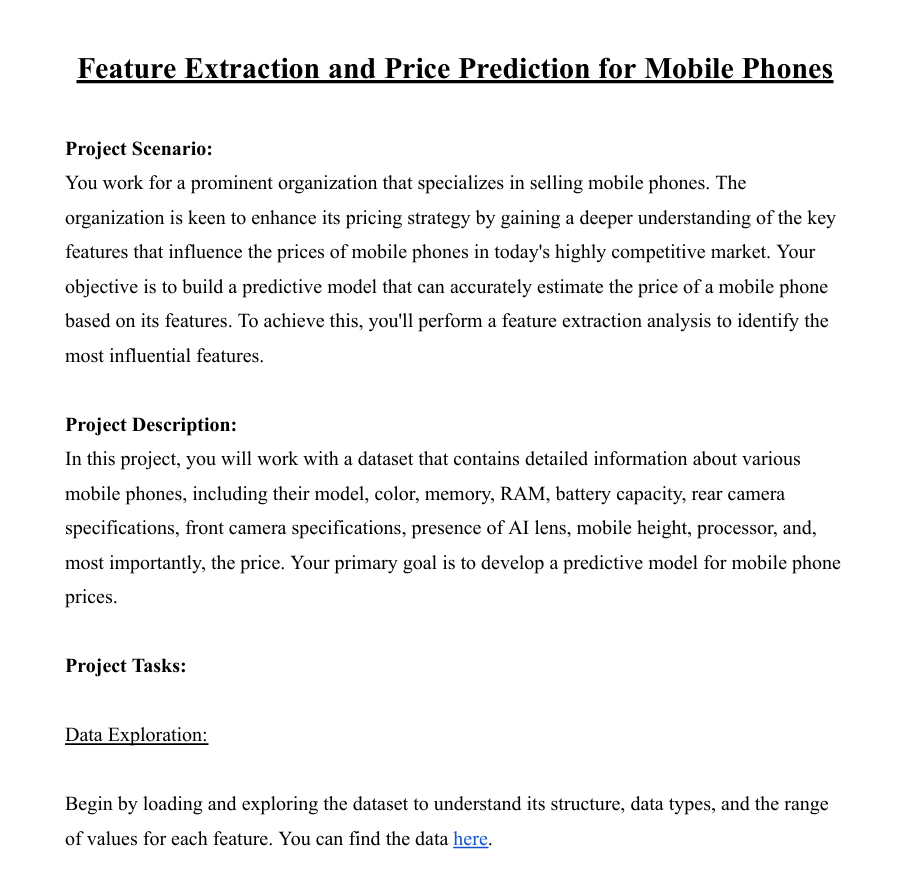 Feature Extraction and Price Prediction for Mobile Phones
Project Scenario:
You work for a prominent organization that specializes in selling mobile phones. The
organization is keen to enhance its pricing strategy by gaining a deeper understanding of the key
features that influence the prices of mobile phones in today's highly competitive market. Your
objective is to build a predictive model that can accurately estimate the price of a mobile phone
based on its features. To achieve this, you'll perform a feature extraction analysis to identify the
most influential features.
Project Description:
In this project, you will work with a dataset that contains detailed information about various
mobile phones, including their model, color, memory, RAM, battery capacity, rear camera
specifications, front camera specifications, presence of AI lens, mobile height, processor, and,
most importantly, the price. Your primary goal is to develop a predictive model for mobile phone
prices.
Project Tasks:
Data Exploration:
Begin by loading and exploring the dataset to understand its structure, data types, and the range
of values for each feature. You can find the data here.